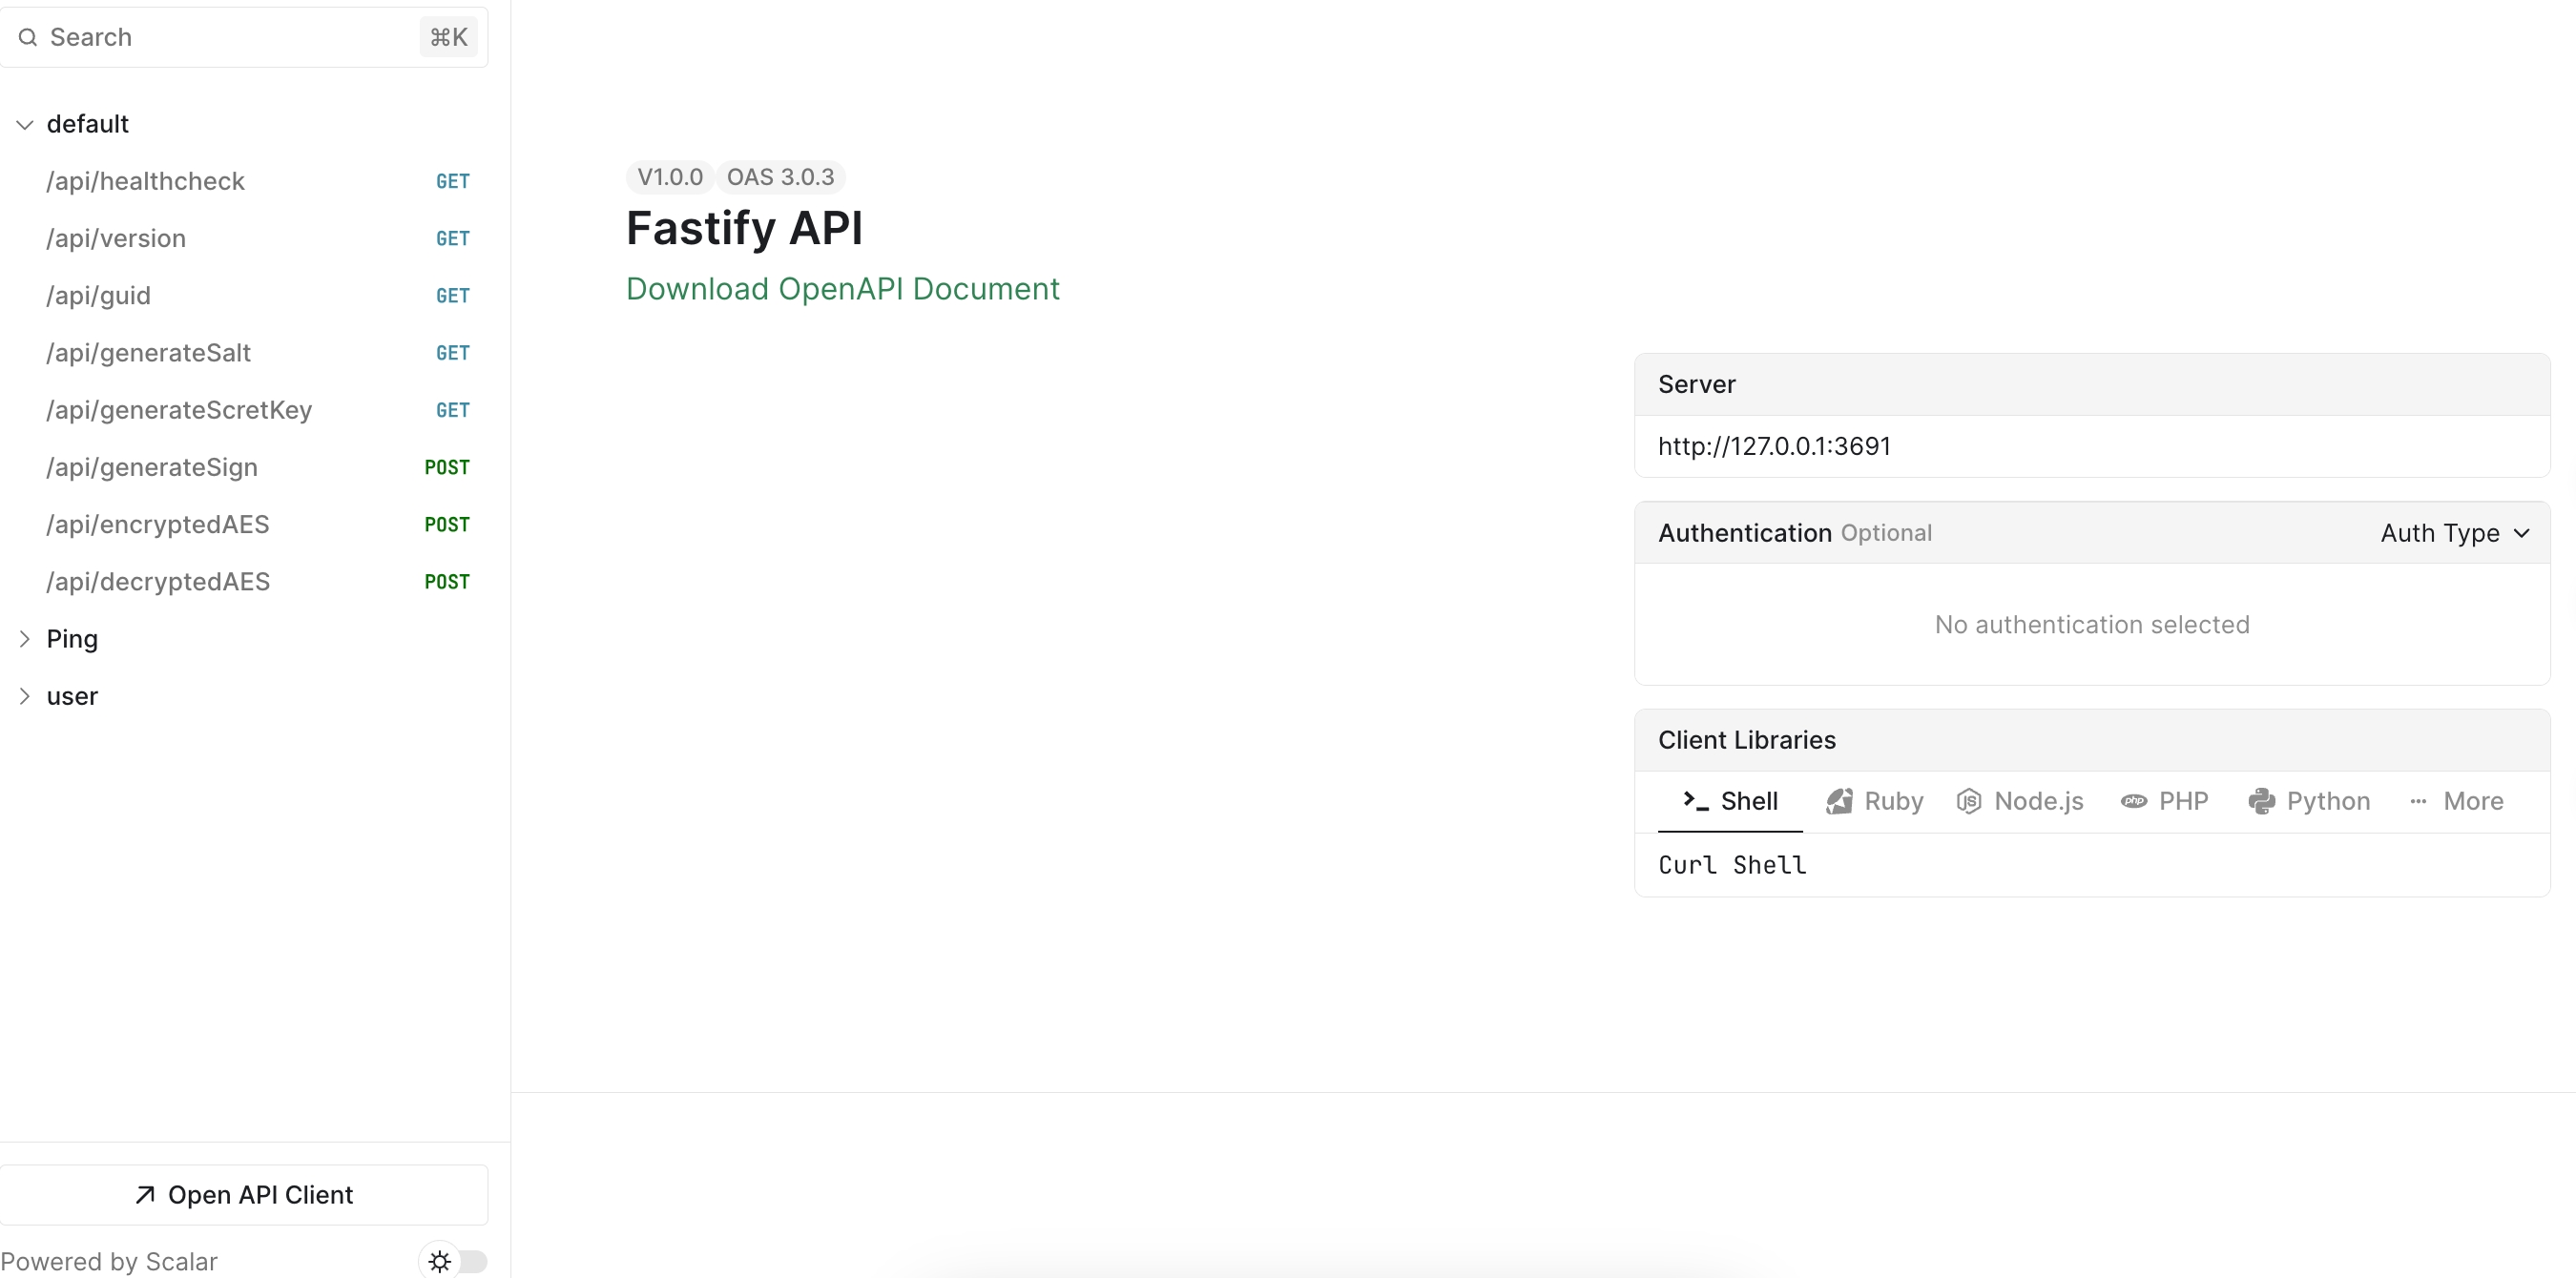 Search ⌘K
default
/api/healthcheck GET
/api/version GET
/api/guid GET
/api/generateSalt GET
/api/generateScretKey GET
/api/generateSign POST
/api/encryptedAES POST
/api/decryptedAES POST
Ping
user
Open API Client
Powered by Scalar
V1.0.0 OAS 3.0.3
Fastify API
Download OpenAPI Document
Server
http://127.0.0.1:3691
Authentication Optional Auth Type
No authentication selected
Client Libraries
Shell Ruby Node.js PHP Python More
Curl Shell